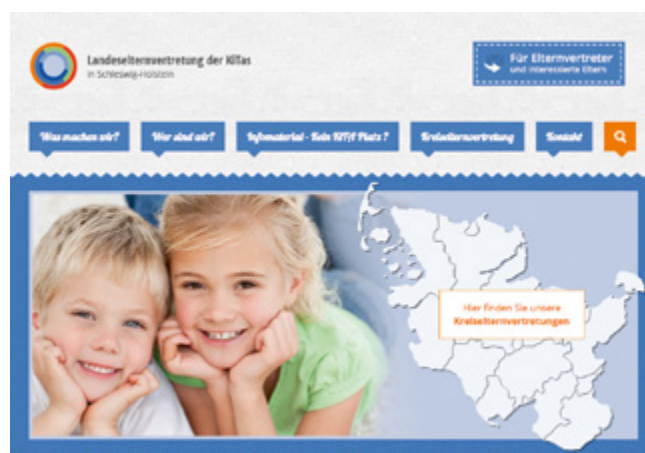 Landeselternvertretung der KiTas
in Schleswig-Holstein
Für Elternvertreter
und interessierte Eltern
Was machen wir?
Wer sind wir?
Infomaterial - Kein KITA Platz ?
Kreiselternvertretung
Kontakt
Hier finden Sie unsere
Kreiselternvertretungen